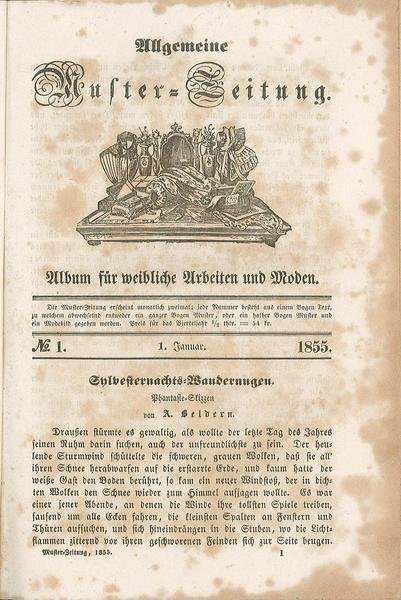 Allgemeine
Muster-Zeitung.
Album für weibliche Arbeiten und Moden.
Die Muster-Zeitung erscheint monatlich zweimal; jede Nummer besteht aus einem Bogen Text,
zu welchem abwechselnd entweder ein ganzer Bogen Muster, oder ein halber Bogen Muster und
ein Modebild gegeben werden. Preis für das Vierteljahr 1/2 thlr. = 54 kr.
№ 1. 1. Januar. 1855.
Sylvesternachts-Wanderungen.
Phantasie-Skizzen
von A. Beldern.
Draußen stürmte es gewaltig, als wollte der letzte Tag des Jahres
seinen Ruhm darin suchen, auch der unfreundlichste zu sein. Der heu-
lende Sturmwind schüttelte die schweren, grauen Wolken, daß sie all'
ihren Schnee herabwarfen auf die erstarrte Erde, und kaum hatte der
weiße Gast den Boden berührt, so kam ein neuer Windstoß, der in dich-
ten Wolken den Schnee wieder zum Himmel aufjagen wollte. Es war
einer jener Abende, an denen die Winde ihre tollsten Spiele treiben,
sausend um alle Ecken fahren, die kleinsten Spalten an Fenstern und
Thüren aufsuchen, und sich hineindrängen in die Stuben, wo die Licht-
flammen zitternd vor ihren geschworenen Feinden sich zur Seite beugen.
Muster-Zeitung, 1855. 1